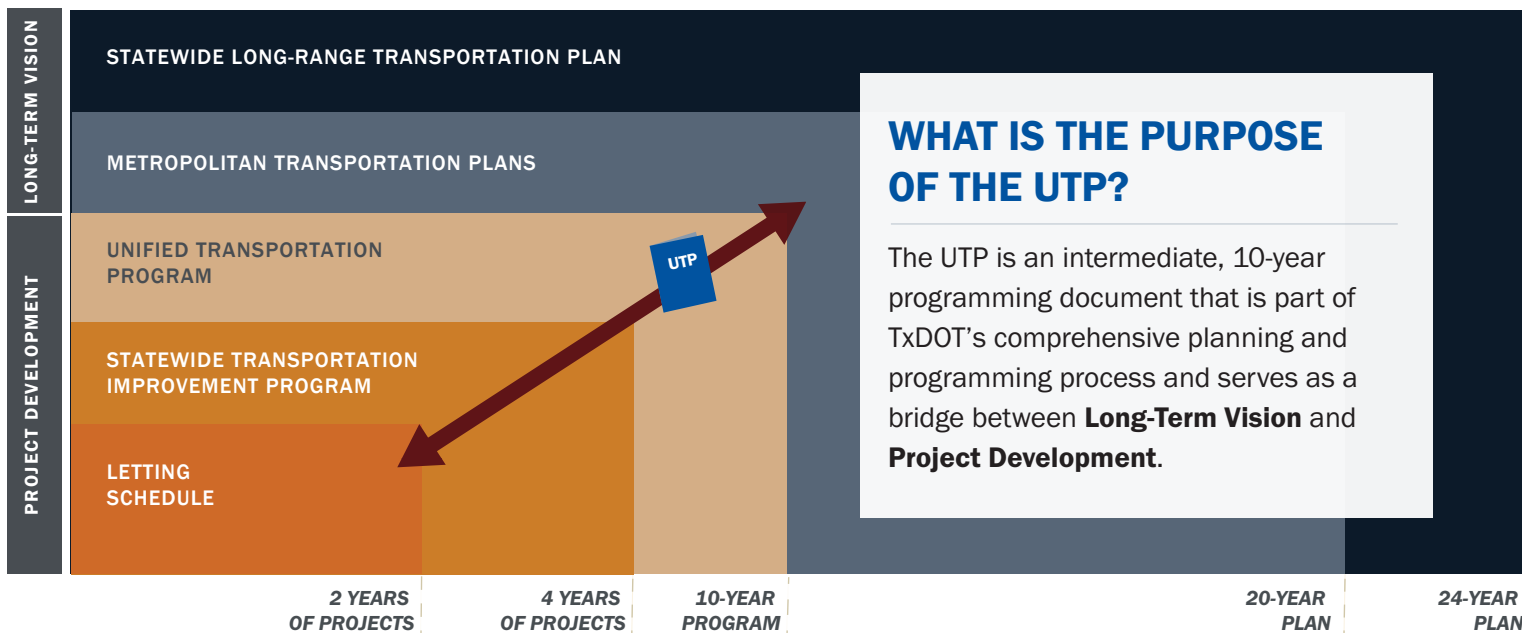 LONG-TERM VISION
STATEWIDE LONG-RANGE TRANSPORTATION PLAN
METROPOLITAN TRANSPORTATION PLANS
PROJECT DEVELOPMENT
UNIFIED TRANSPORTATION
PROGRAM
UTP
STATEWIDE TRANSPORTATION
IMPROVEMENT PROGRAM
LETTING
SCHEDULE
WHAT IS THE PURPOSE
OF THE UTP?
The UTP is an intermediate, 10-year
programming document that is part of
TxDOT’s comprehensive planning and
programming process and serves as a
bridge between Long-Term Vision and
Project Development.
2 YEARS
OF PROJECTS
4 YEARS
OF PROJECTS
10-YEAR
PROGRAM
20-YEAR
PLAN
24-YEAR
PLAN